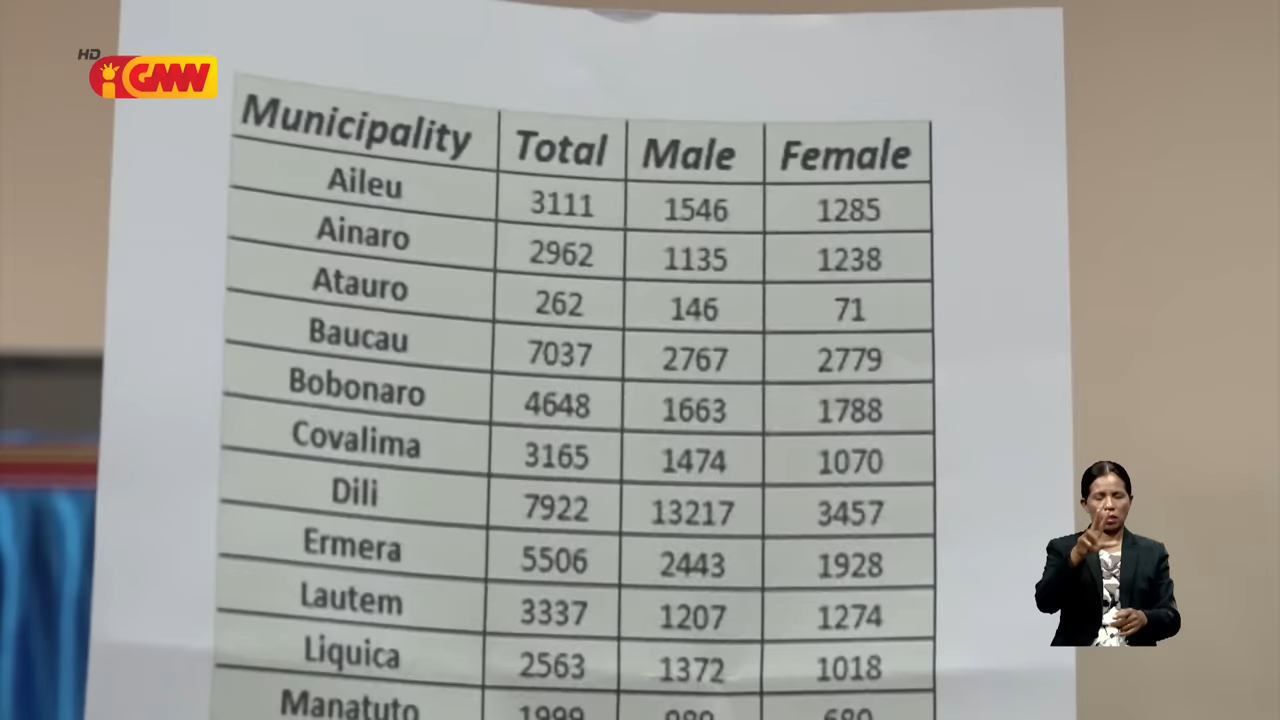 HD
GMN
Municipality Total Male Female
Aileu 3111 1546 1285
Ainaro 2962 1135 1238
Atauro 262 146 71
Baucau 7037 2767 2779
Bobonaro 4648 1663 1788
Covalima 3165 1474 1070
Dili 7922 13217 3457
Ermera 5506 2443 1928
Lautem 3337 1207 1274
Liquica 2563 1372 1018
Manatuto 1999